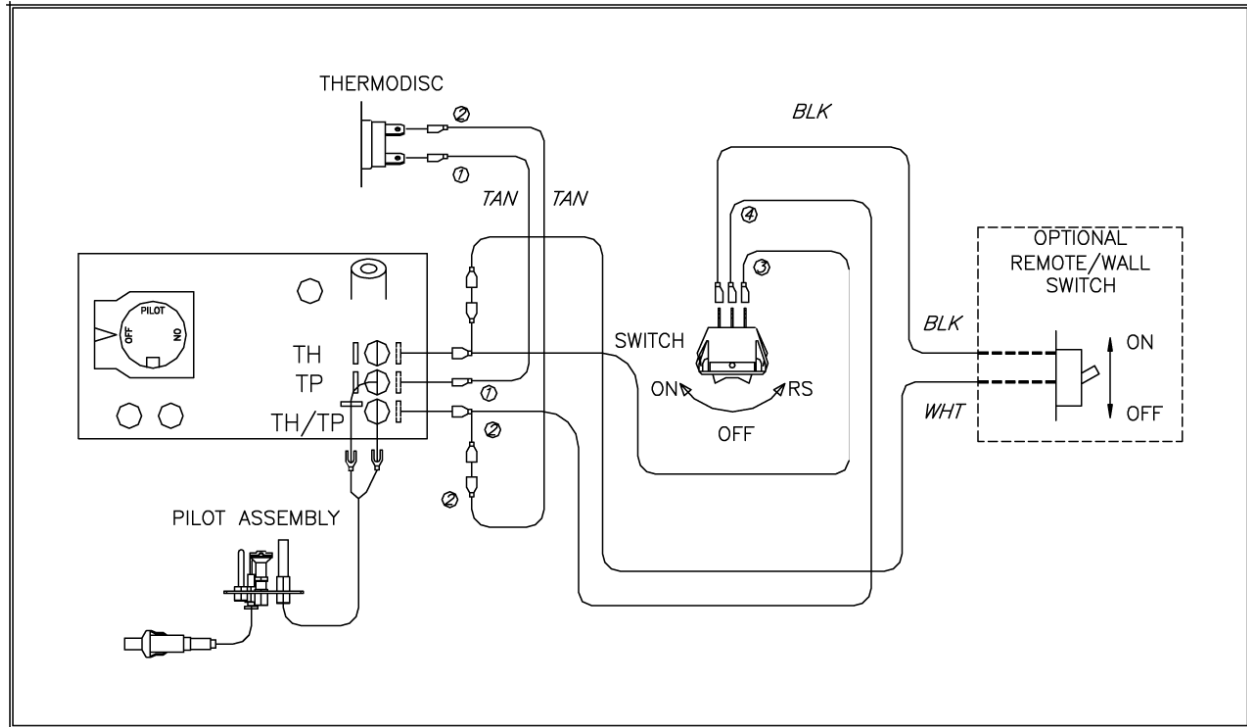 THERMODISC
②
①
TAN
TAN
BLK
④
③
OPTIONAL
REMOTE/WALL
SWITCH
BLK
ON
WHT
OFF
SWITCH
ON
RS
OFF
PILOT
OFF
ON
TH
TP
TH/TP
①
②
②
PILOT ASSEMBLY